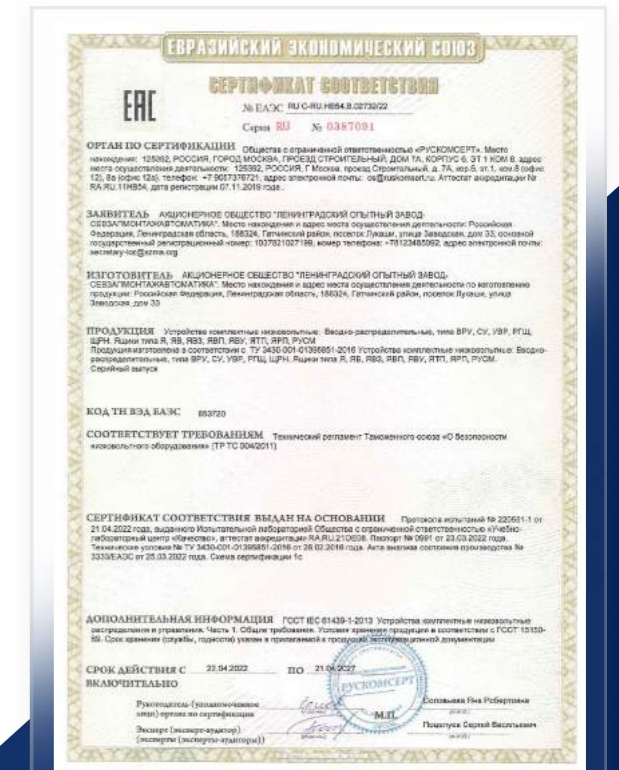 ЕВРАЗИЙСКИЙ ЭКОНОМИЧЕСКИЙ СОЮЗ
ЕАС
СЕРТИФИКАТ СООТВЕТСТВИЯ
№ ЕАЭС RU C-RU.НВ54.В.02732/22
Серия RU № 0387091
ОРГАН ПО СЕРТИФИКАЦИИ Общества с ограниченной ответственностью «РУСКОМСЕРТ». Место
нахождения: 125392, РОССИЯ, ГОРОД МОСКВА, ПРОЕЗД СТРОИТЕЛЬНЫЙ, ДОМ 7А, КОРПУС 6, ЭТ 1 КОМ 8, адрес
места осуществления деятельности: 125392, РОССИЯ, Г Москва, проезд Строительный, д. 7А, кор.6, эт.1, ком.8 (офис
12), 8а (офис 12а), телефон: +7 9017376721, адрес электронной почты: os@ruskomsert.ru. Аттестат аккредитации №
RA.RU.11НВ54, дата регистрации 07.11.2019 года.
ЗАЯВИТЕЛЬ АКЦИОНЕРНОЕ ОБЩЕСТВО "ЛЕНИНГРАДСКИЙ ОПЫТНЫЙ ЗАВОД-
СЕВЗАПМОНТАЖАВТОМАТИКА". Место нахождения и адрес места осуществления деятельности: Российская
Федерация, Ленинградская область, 188324, Гатчинский район, поселок Лукаши, улица Заводская, дом 33, основной
государственный регистрационный номер: 1037821027199, номер телефона: +78123465092, адрес электронной почты:
secretary-loz@szma.org
ИЗГОТОВИТЕЛЬ АКЦИОНЕРНОЕ ОБЩЕСТВО "ЛЕНИНГРАДСКИЙ ОПЫТНЫЙ ЗАВОД-
СЕВЗАПМОНТАЖАВТОМАТИКА". Место нахождения и адрес места осуществления деятельности по изготовлению
продукции: Российская Федерация, Ленинградская область, 188324, Гатчинский район, поселок Лукаши, улица
Заводская, дом 33
ПРОДУКЦИЯ Устройства комплектные низковольтные: Вводно-распределительные, типа ВРУ, СУ, УВР, РГЩ,
ЩРН. Ящики типа Я, ЯВ, ЯВЗ, ЯВП, ЯВУ, ЯТП, ЯРП, РУСМ
Продукция изготовлена в соответствии с ТУ 3430-001-01395851-2016 Устройства комплектные низковольтные: Вводно-
распределительные, типа ВРУ, СУ, УВР, РГЩ, ЩРН. Ящики типа Я, ЯВ, ЯВЗ, ЯВП, ЯВУ, ЯТП, ЯРП, РУСМ.
Серийный выпуск
КОД ТН ВЭД ЕАЭС 853720
СООТВЕТСТВУЕТ ТРЕБОВАНИЯМ Технический регламент Таможенного союза «О безопасности
низковольтного оборудования» (ТР ТС 004/2011)
СЕРТИФИКАТ СООТВЕТСТВИЯ ВЫДАН НА ОСНОВАНИИ Протокола испытаний № 220651-1 от
21.04.2022 года, выданного Испытательной лабораторией Общества с ограниченной ответственностью «Учебно-
лабораторный центр «Качество», аттестат аккредитации Паспорт № 0991 от 23.03.2022 года.
Технические условия № ТУ 3430-001-01395851-2016 от 26.02.2016 года. Акта анализа состояния производства №
3333/ЕАЭС от 25.03.2022 года. Схема сертификации 1с
ДОПОЛНИТЕЛЬНАЯ ИНФОРМАЦИЯ ГОСТ IEC 61439-1-2013 Устройства комплектные низковольтные
распределения и управления. Часть 1. Общие требования. Условия хранения продукции в соответствии с ГОСТ 15150-
69. Срок хранения (службы, годности) указан в прилагаемой к продукции эксплуатационной документации
СРОК ДЕЙСТВИЯ С 22.04.2022 ПО 21.04.2027
ВКЛЮЧИТЕЛЬНО
РУСКОМСЕРТ
Руководитель (уполномоченное
лицо) органа по сертификации
Соловьева Яна Робертовна
М.П.
Эксперт (эксперт-аудитор)
(эксперты (эксперты-аудиторы))
Поцелуев Сергей Васильевич